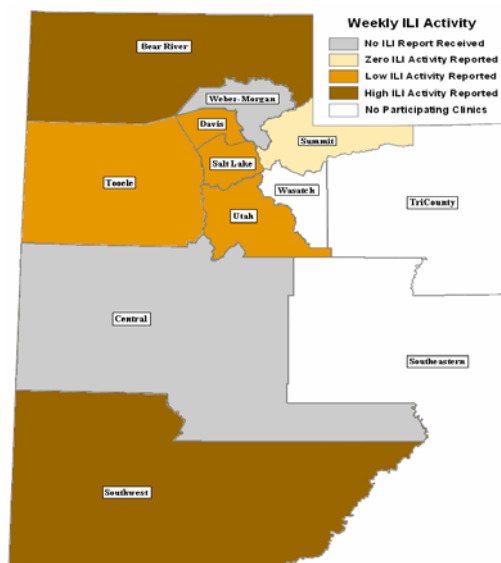 Weekly ILI Activity
No ILI Report Received
Zero ILI Activity Reported
Low ILI Activity Reported
High ILI Activity Reported
No Participating Clinics
Bear River
Weber-Morgan
Davis
Summit
Salt Lake
Tooele
Wasatch
TriCounty
Utah
Central
Southeastern
Southwest